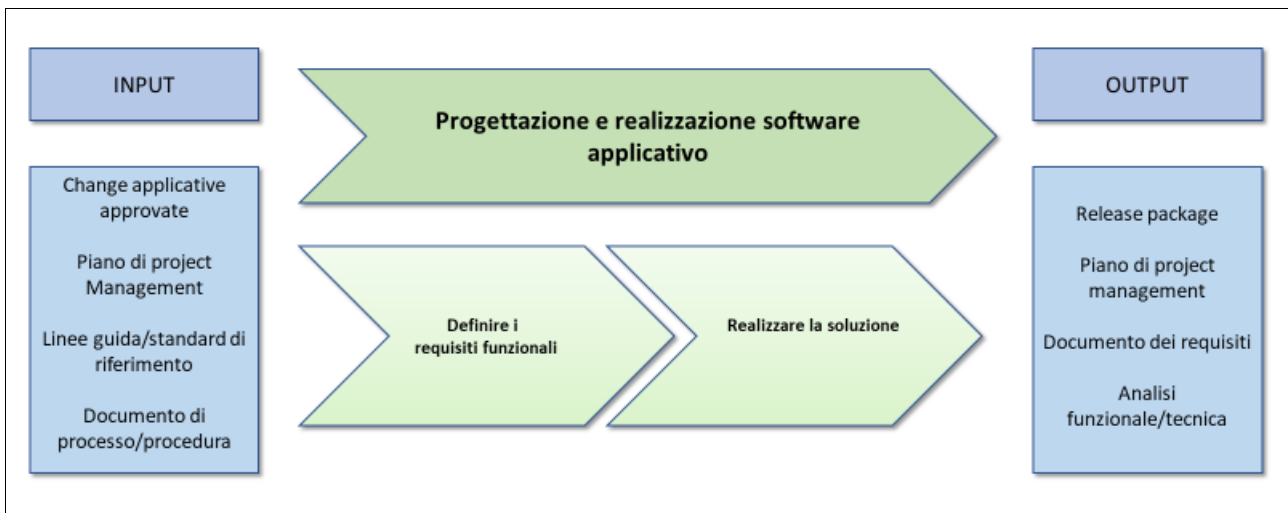 INPUT
Change applicative
approvate
Piano di project
Management
Linee guida/standard di
riferimento
Documento di
processo/procedura
Progettazione e realizzazione software
applicativo
Definire i
requisiti funzionali
Realizzare la soluzione
OUTPUT
Release package
Piano di project
management
Documento dei requisiti
Analisi
funzionale/tecnica